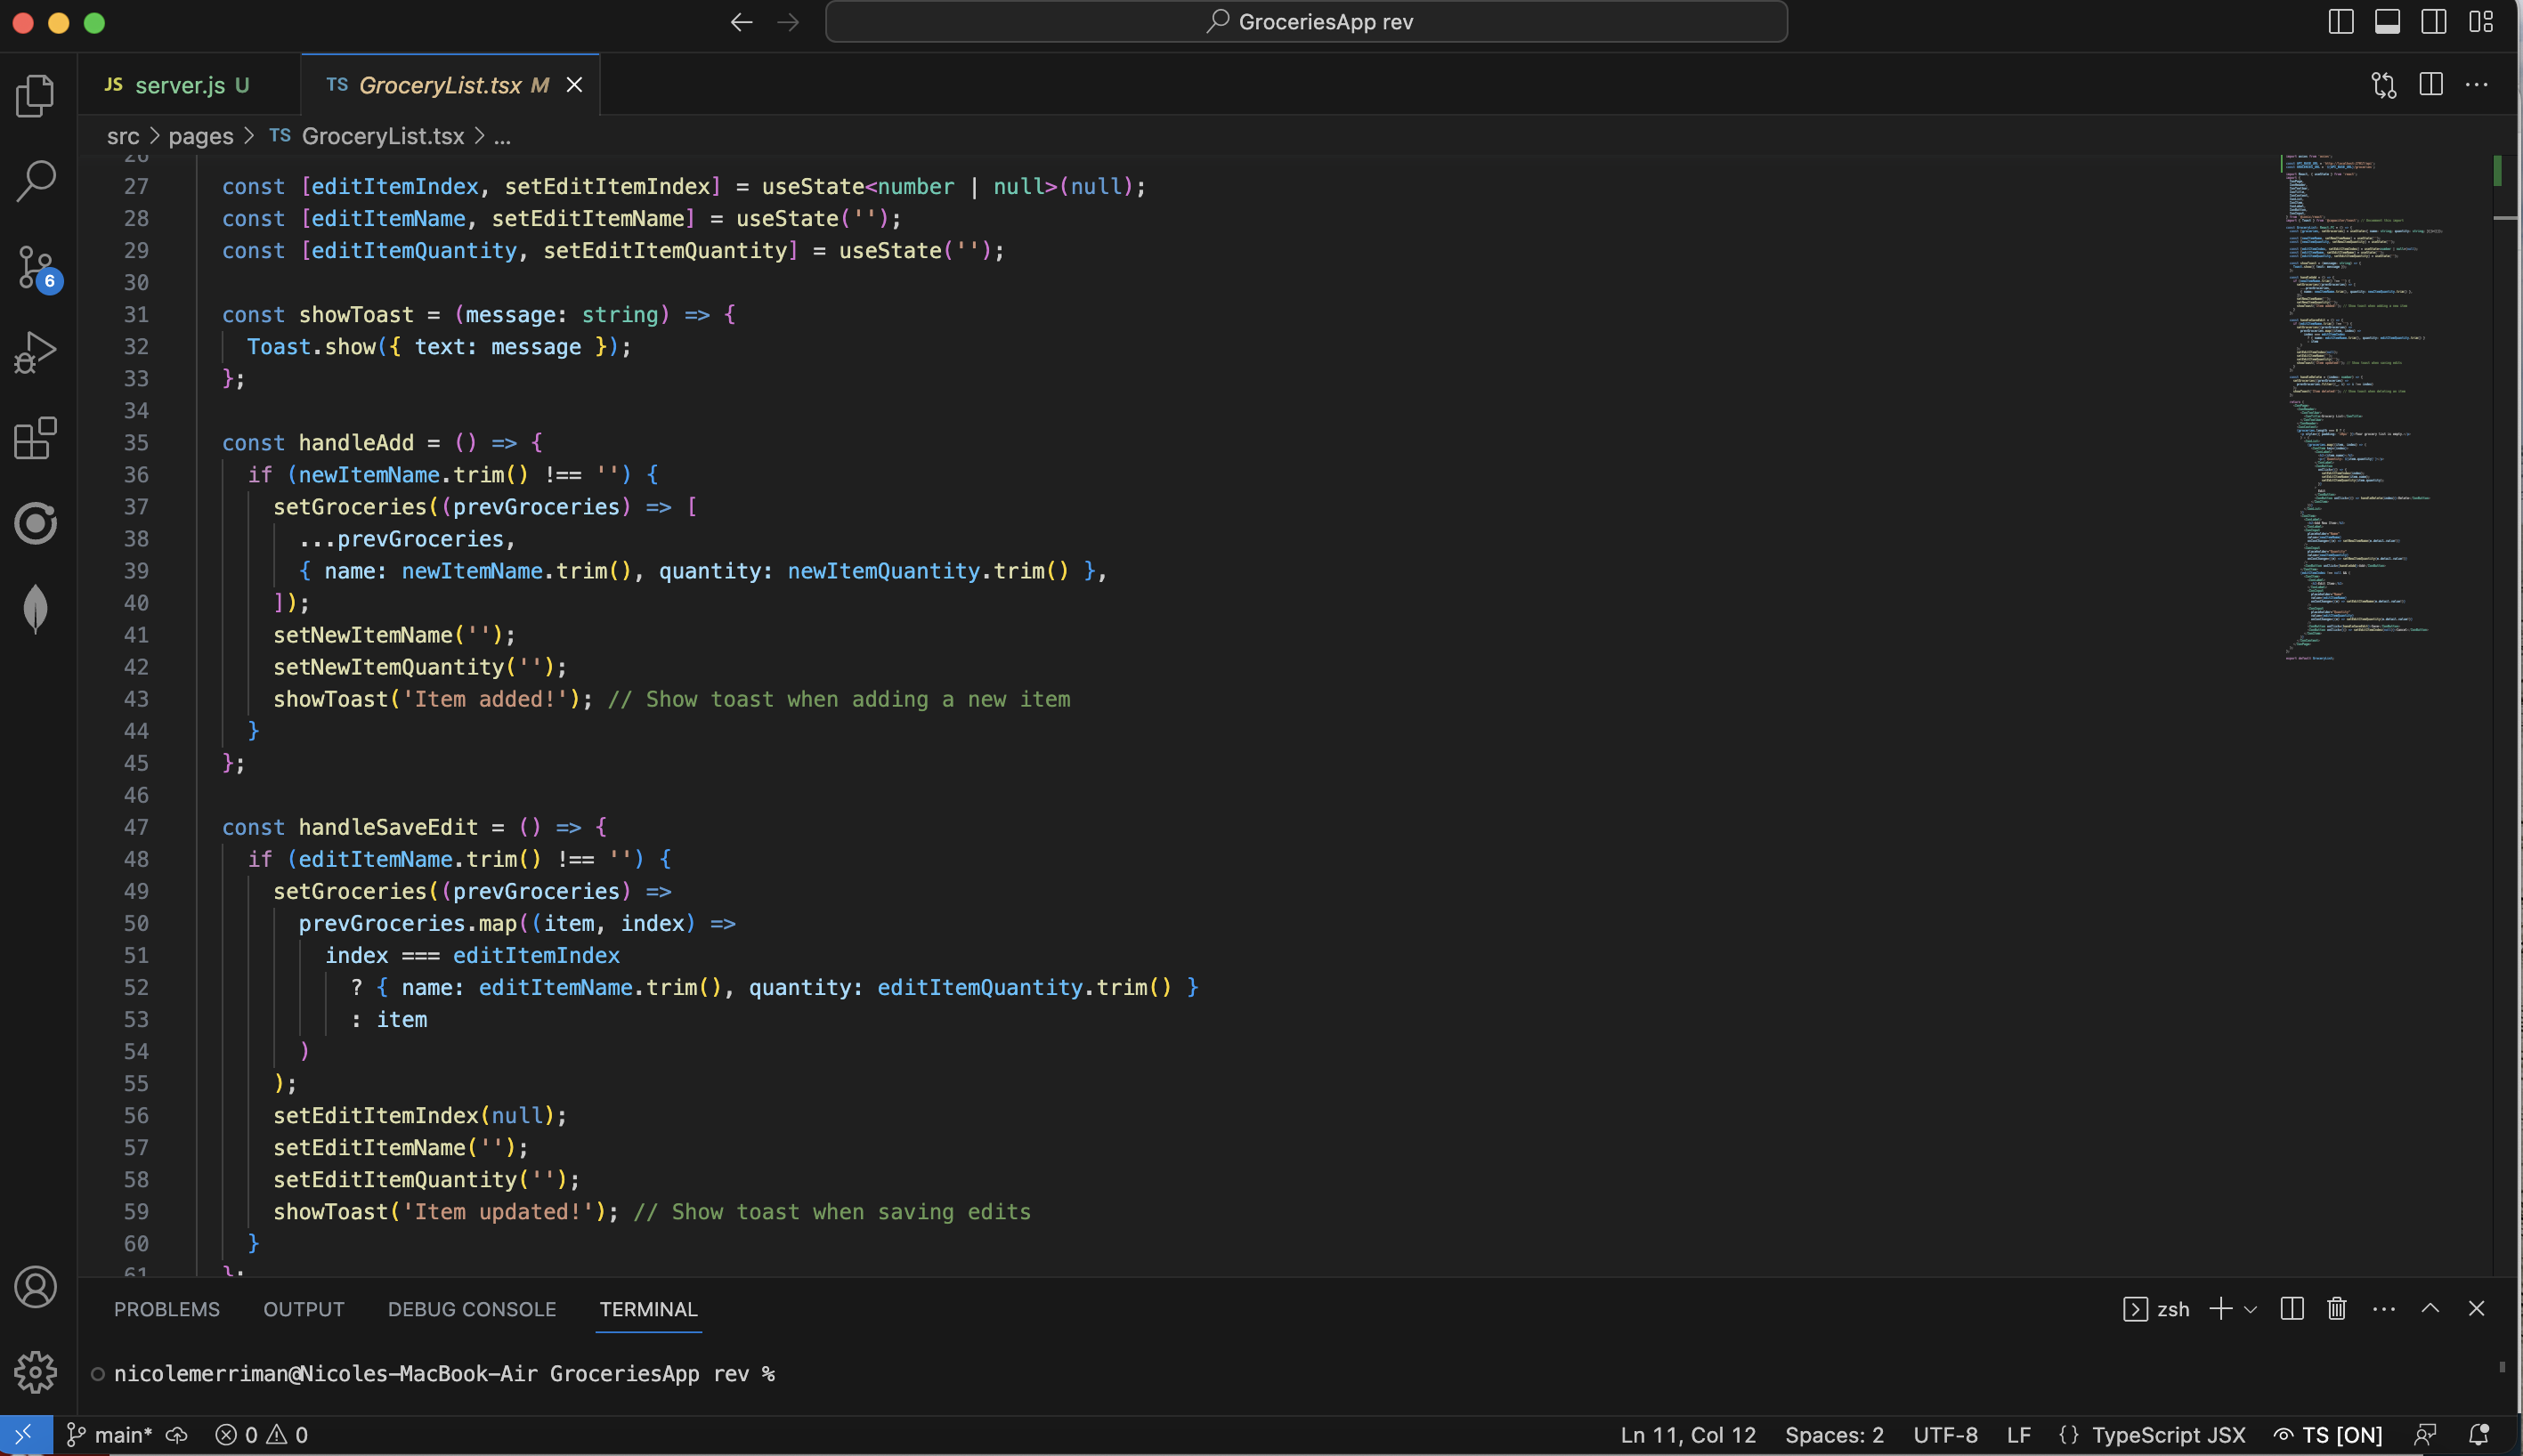 GroceriesApp rev
JS server.js U
TS GroceryList.tsx M
src > pages > TS GroceryList.tsx > ...
26
27 const [editItemIndex, setEditItemIndex] = useState<number | null>(null);
28 const [editItemName, setEditItemName] = useState('');
29 const [editItemQuantity, setEditItemQuantity] = useState('');
30
31 const showToast = (message: string) => {
32 Toast.show({ text: message });
33 };
34
35 const handleAdd = () => {
36 if (newItemName.trim() !== '') {
37 setGroceries((prevGroceries) => [
38 ...prevGroceries,
39 { name: newItemName.trim(), quantity: newItemQuantity.trim() },
40 ]);
41 setNewItemName('');
42 setNewItemQuantity('');
43 showToast('Item added!'); // Show toast when adding a new item
44 }
45 };
46
47 const handleSaveEdit = () => {
48 if (editItemName.trim() !== '') {
49 setGroceries((prevGroceries) =>
50 prevGroceries.map((item, index) =>
51 index === editItemIndex
52 ? { name: editItemName.trim(), quantity: editItemQuantity.trim() }
53 : item
54 )
55 );
56 setEditItemIndex(null);
57 setEditItemName('');
58 setEditItemQuantity('');
59 showToast('Item updated!'); // Show toast when saving edits
60 }
61 };
6
PROBLEMS OUTPUT DEBUG CONSOLE TERMINAL zsh
nicolemerriman@Nicoles-MacBook-Air GroceriesApp rev %
main* 0 0 Ln 11, Col 12 Spaces: 2 UTF-8 LF {} TypeScript JSX TS [ON]